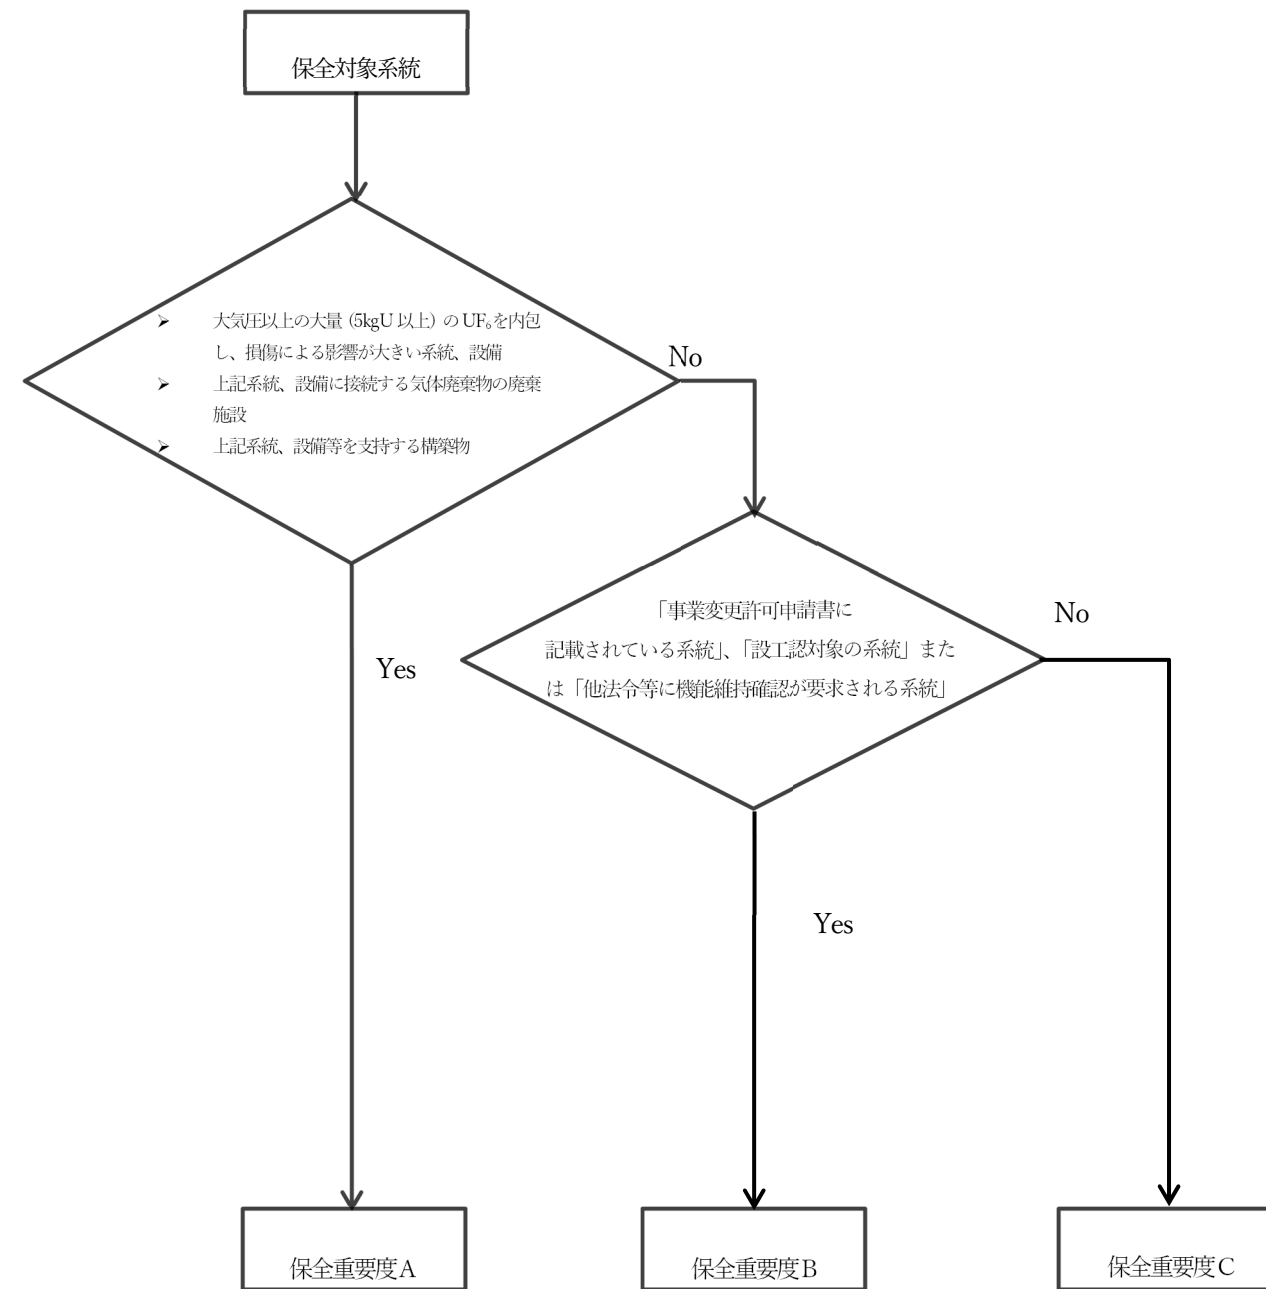 保全対象系統
➢ 大気圧以上の大量（5kgU 以上）の UF₆を内包
し、損傷による影響が大きい系統、設備
➢ 上記系統、設備に接続する気体廃棄物の廃棄
施設
➢ 上記系統、設備等を支持する構築物
No
「事業変更許可申請書に
記載されている系統」、「設工認対象の系統」また
は「他法令等に機能維持確認が要求される系統」
No
Yes
Yes
保全重要度A
保全重要度B
保全重要度C